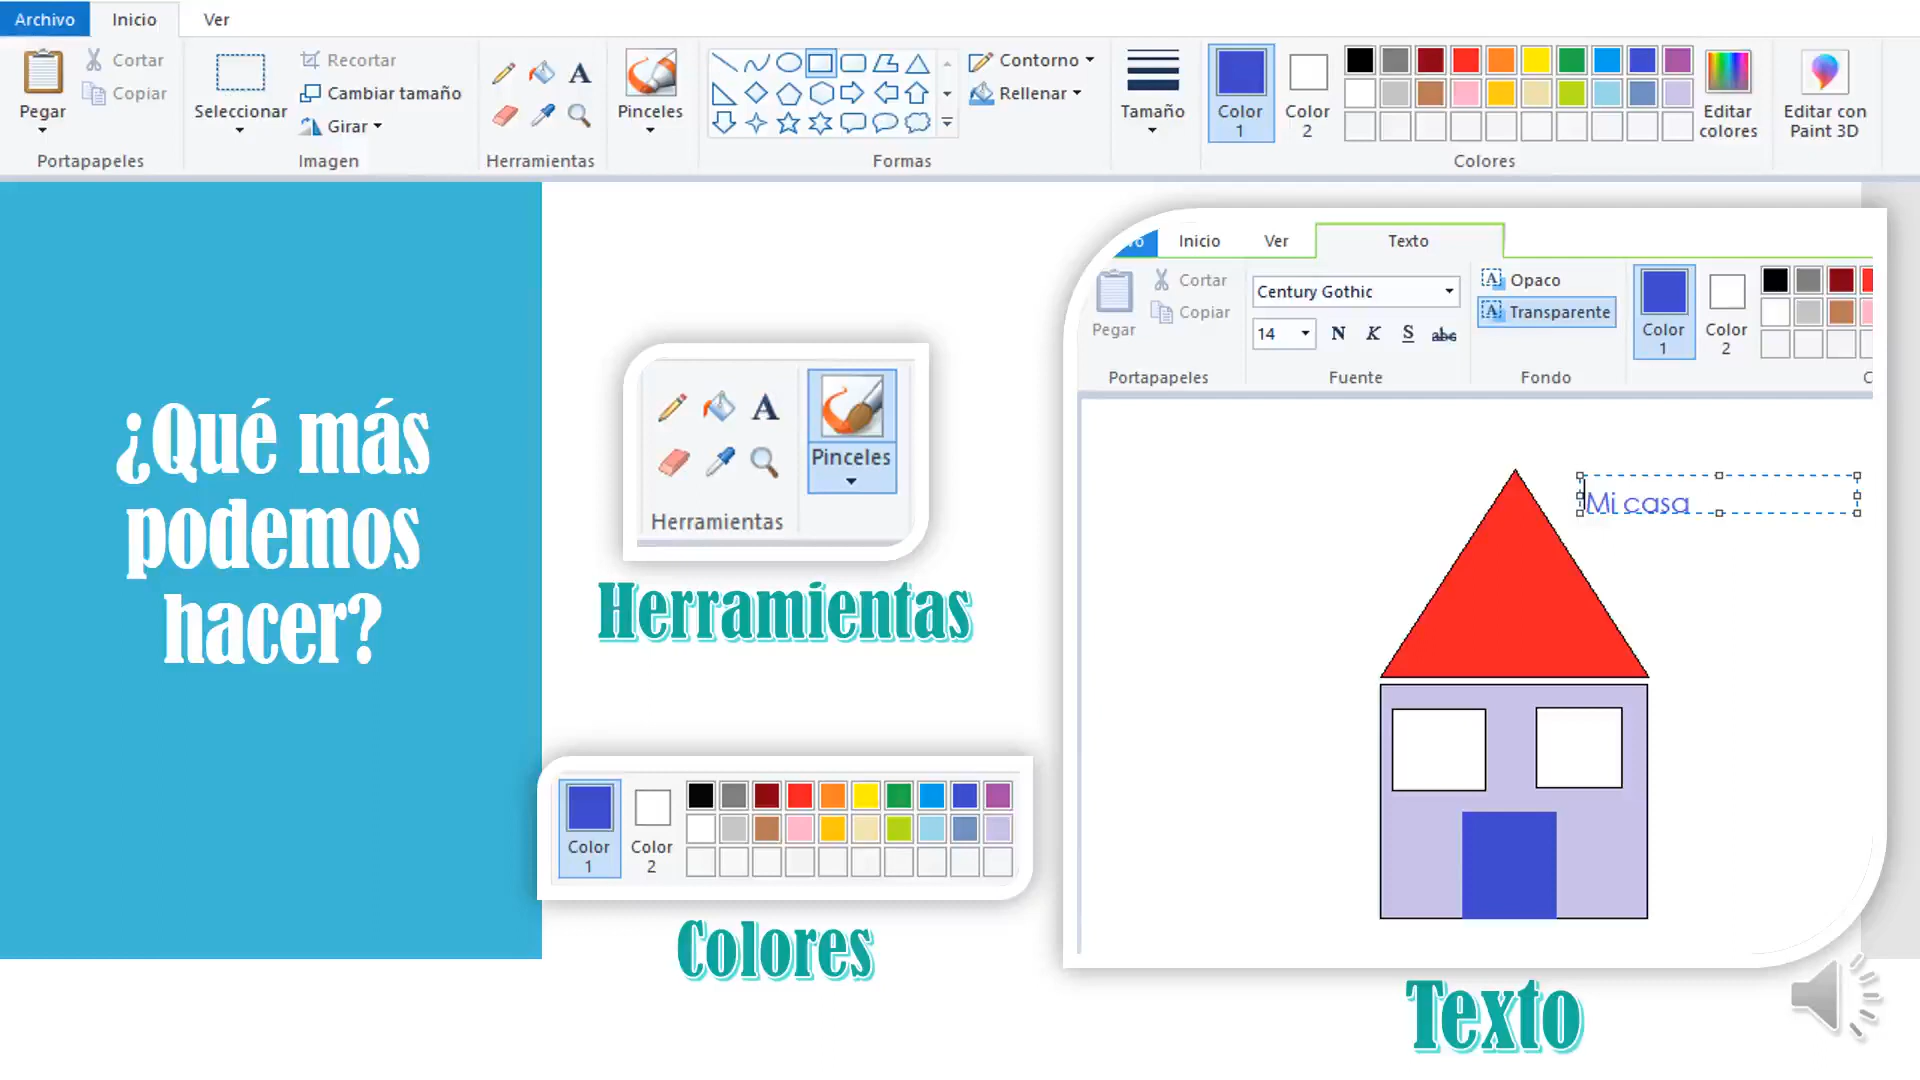 Archivo Inicio Ver
Pegar
Cortar
Copiar
Portapapeles
Seleccionar
Recortar
Cambiar tamaño
Girar
Imagen
A
Herramientas
Pinceles
Formas
Contorno
Rellenar
Tamaño
Color
1
Color
2
Editar
colores
Colores
Editar con
Paint 3D
¿Qué más
podemos
hacer?
A
Pinceles
Herramientas
Herramientas
Color
1
Color
2
Colores
vo Inicio Ver Texto
Pegar
Cortar
Copiar
Portapapeles
Century Gothic
14 N K S abc
Fuente
A Opaco
A Transparente
Fondo
Color
1
Color
2
C
Mi casa
Texto